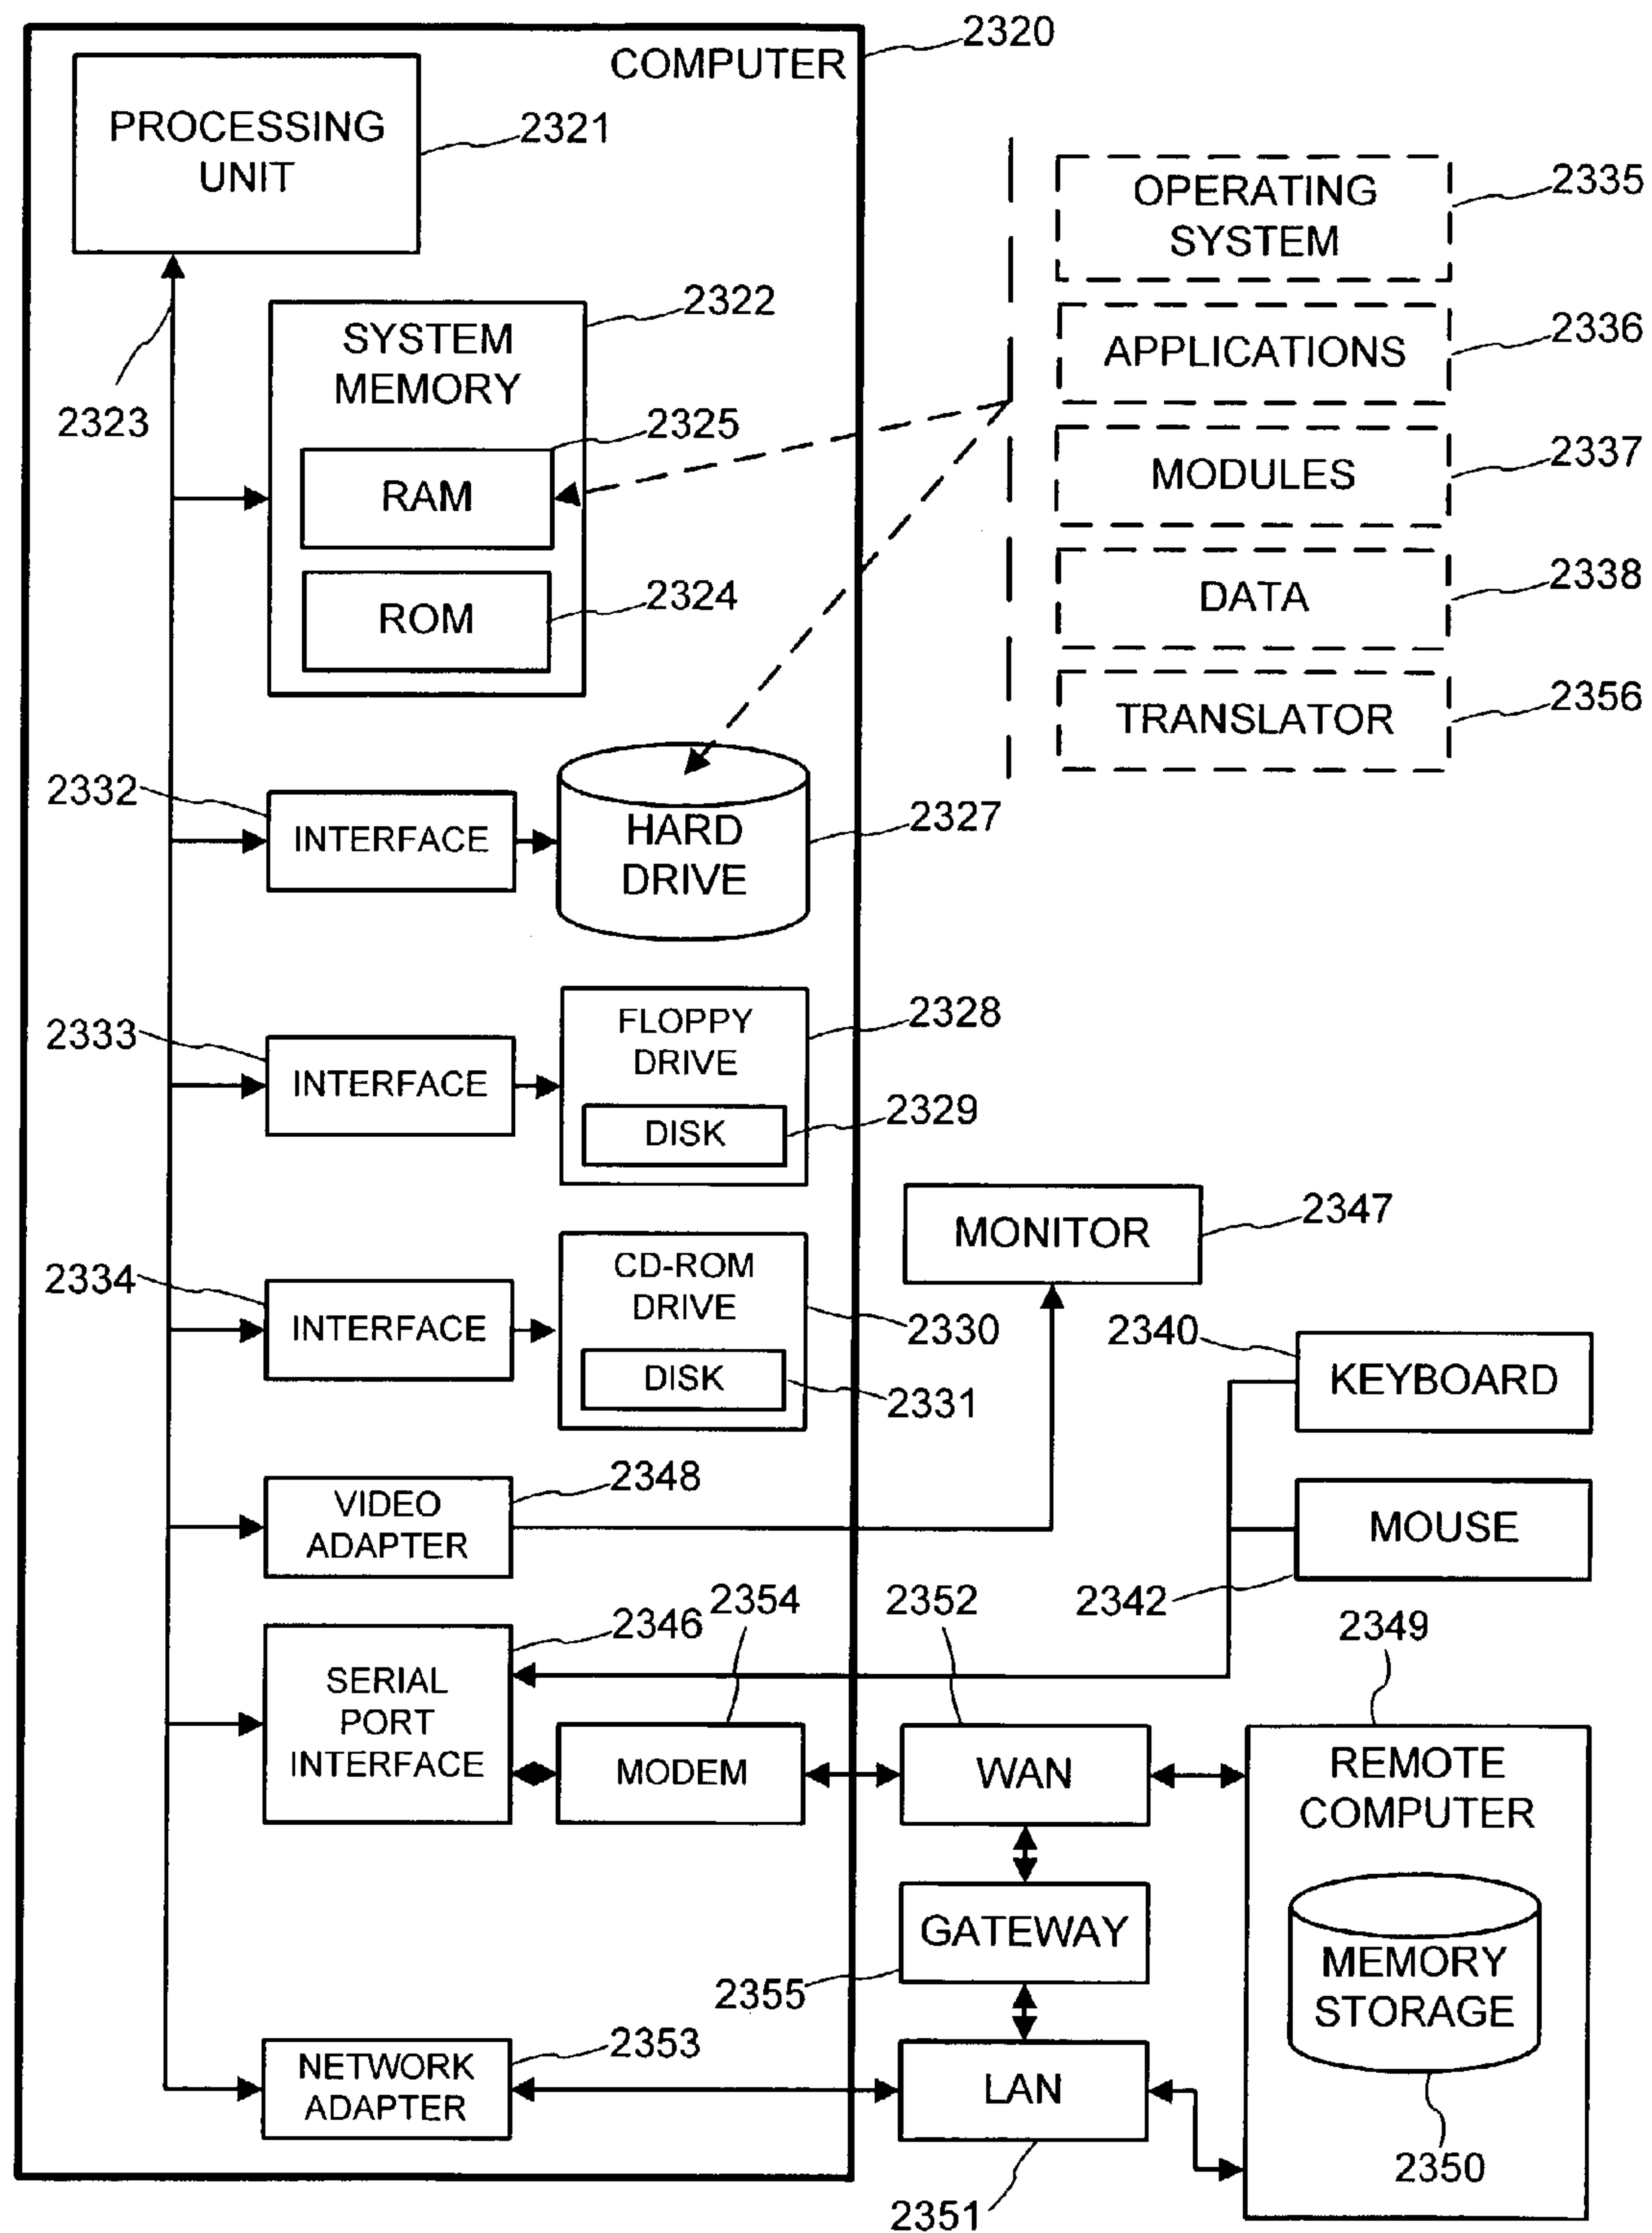 COMPUTER
2320
PROCESSING
UNIT
2321
2323
SYSTEM
MEMORY
2322
RAM
2325
ROM
2324
OPERATING
SYSTEM
2335
APPLICATIONS
2336
MODULES
2337
DATA
2338
TRANSLATOR
2356
2332
INTERFACE
HARD
DRIVE
2327
2333
INTERFACE
FLOPPY
DRIVE
2328
DISK
2329
2334
INTERFACE
CD-ROM
DRIVE
2330
DISK
2331
MONITOR
2347
2340
KEYBOARD
MOUSE
2342
VIDEO
ADAPTER
2348
SERIAL
PORT
INTERFACE
2346
2354
MODEM
2352
WAN
2349
REMOTE
COMPUTER
MEMORY
STORAGE
2350
GATEWAY
2355
NETWORK
ADAPTER
2353
LAN
2351